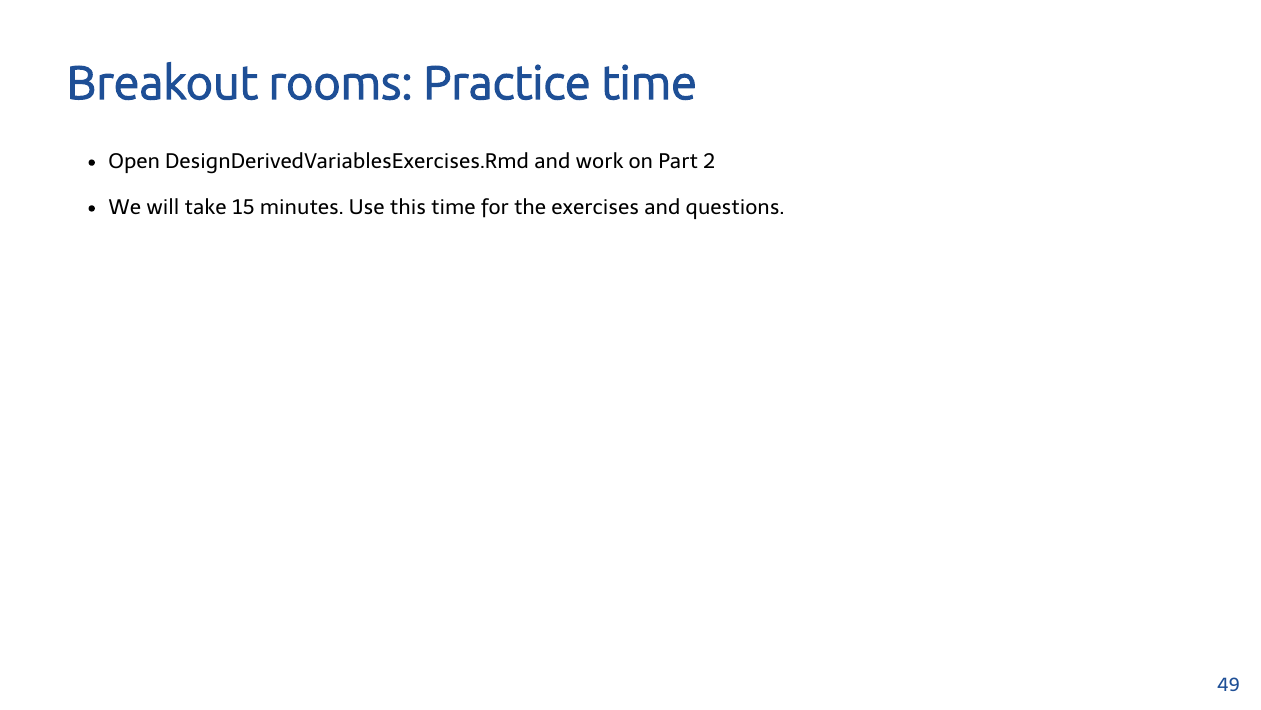 Breakout rooms: Practice time
• Open DesignDerivedVariablesExercises.Rmd and work on Part 2
• We will take 15 minutes. Use this time for the exercises and questions.
49